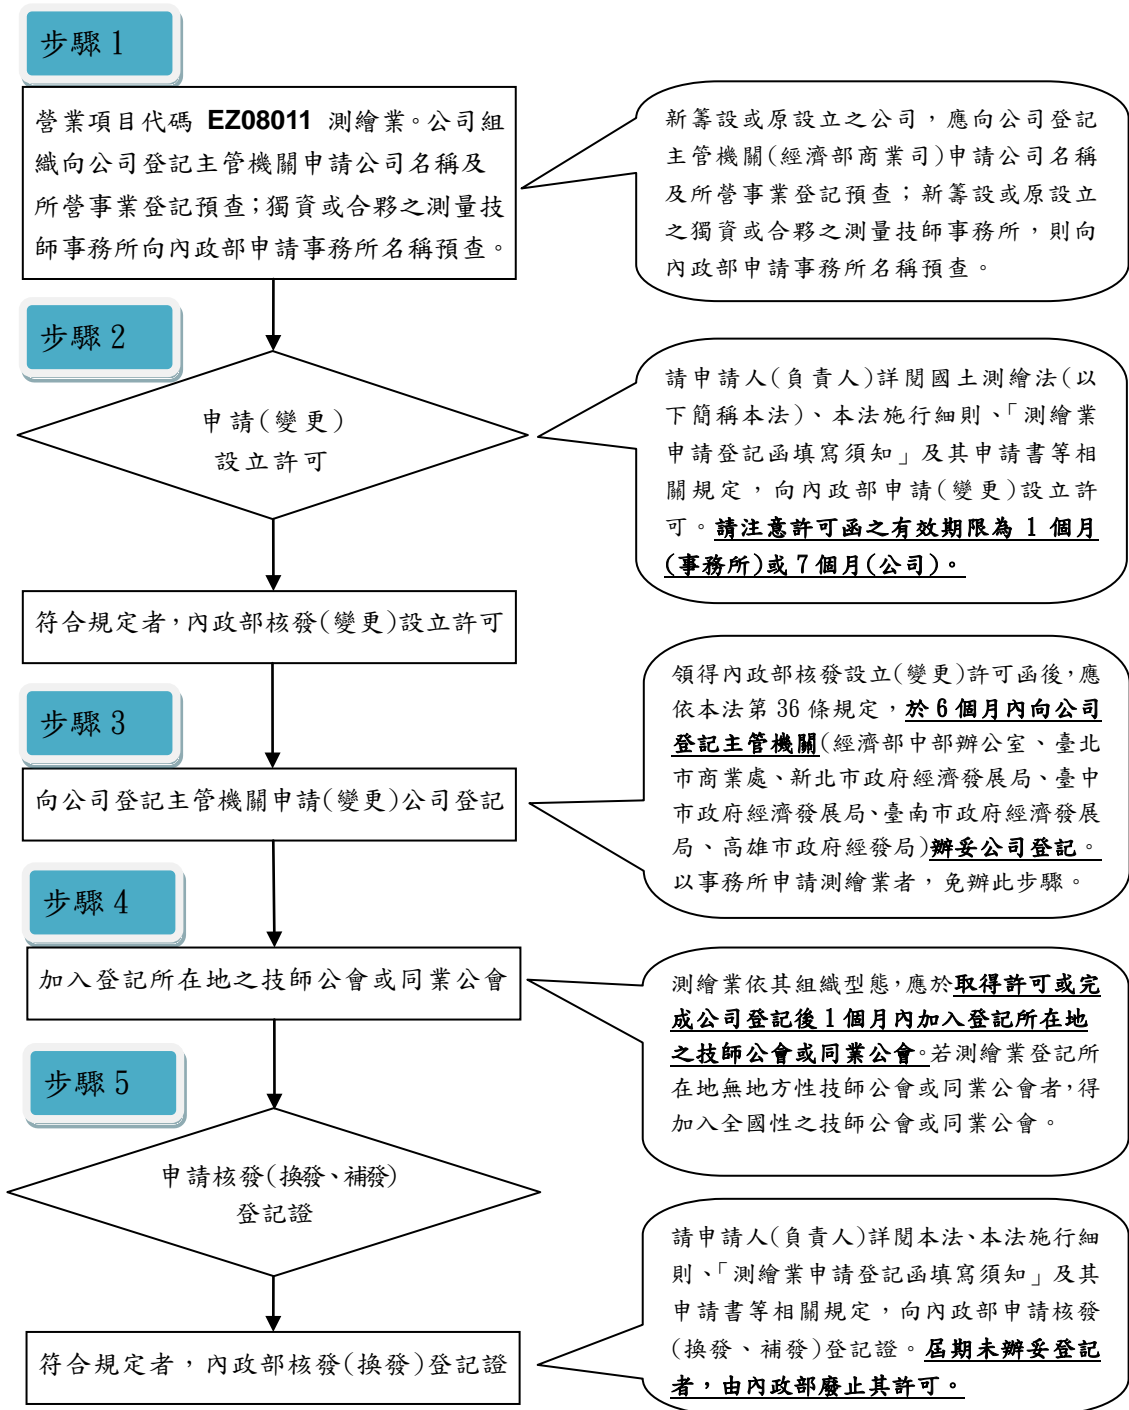 步驟 1
營業項目代碼 EZ08011 測繪業。公司組
織向公司登記主管機關申請公司名稱及
所營事業登記預查；獨資或合夥之測量技
師事務所向內政部申請事務所名稱預查。
新籌設或原設立之公司，應向公司登記
主管機關(經濟部商業司)申請公司名稱
及所營事業登記預查；新籌設或原設立
之獨資或合夥之測量技師事務所，則向
內政部申請事務所名稱預查。
步驟 2
申請(變更)
設立許可
請申請人(負責人)詳閱國土測繪法(以
下簡稱本法)、本法施行細則、「測繪業
申請登記函填寫須知」及其申請書等相
關規定，向內政部申請(變更)設立許
可。請注意許可函之有效期限為 1 個月
(事務所)或 7 個月(公司)。
符合規定者，內政部核發(變更)設立許可
步驟 3
向公司登記主管機關申請(變更)公司登記
領得內政部核發設立(變更)許可函後，應
依本法第 36 條規定，於 6 個月內向公司
登記主管機關(經濟部中部辦公室、臺北
市商業處、新北市政府經濟發展局、臺中
市政府經濟發展局、臺南市政府經濟發展
局、高雄市政府經發局)辦妥公司登記。
以事務所申請測繪業者，免辦此步驟。
步驟 4
加入登記所在地之技師公會或同業公會
測繪業依其組織型態，應於取得許可或完
成公司登記後 1 個月內加入登記所在地
之技師公會或同業公會。若測繪業登記所
在地無地方性技師公會或同業公會者，得
加入全國性之技師公會或同業公會。
步驟 5
申請核發(換發、補發)
登記證
符合規定者，內政部核發(換發)登記證
請申請人(負責人)詳閱本法、本法施行細
則、「測繪業申請登記函填寫須知」及其
申請書等相關規定，向內政部申請核發
(換發、補發)登記證。屆期未辦妥登記
者，由內政部廢止其許可。